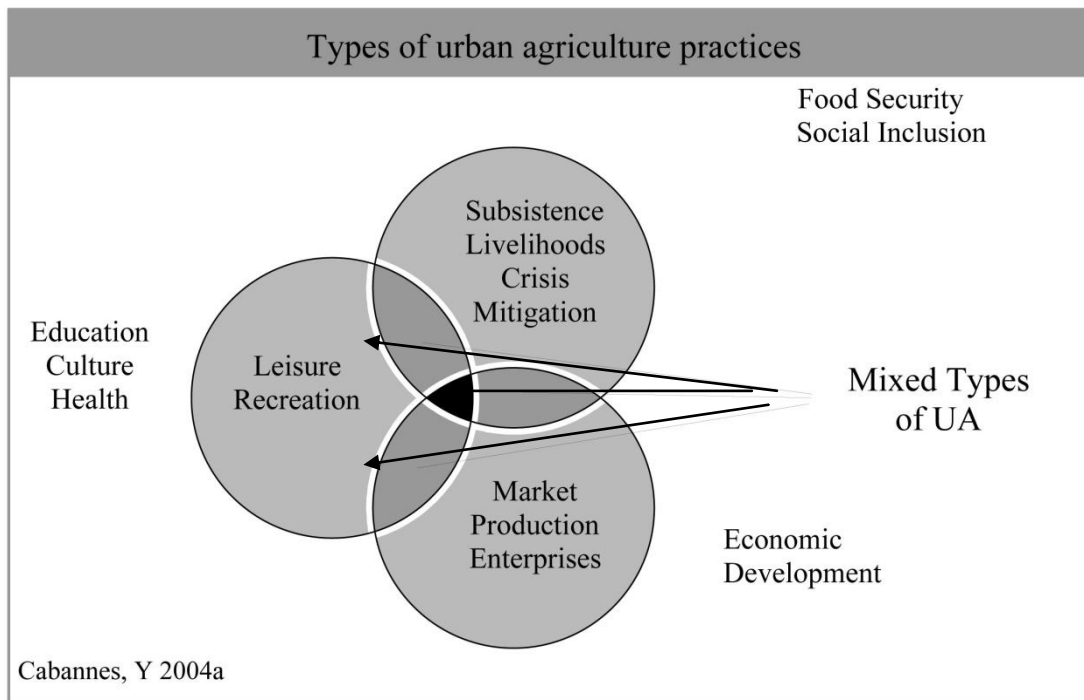 Types of urban agriculture practices
Food Security
Social Inclusion
Subsistence
Livelihoods
Crisis
Mitigation
Education
Culture
Health
Leisure
Recreation
Mixed Types
of UA
Market
Production
Enterprises
Economic
Development
Cabannes, Y 2004a